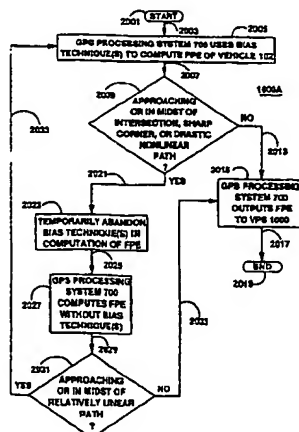 2001
START
2003
2005
GPS PROCESSING SYSTEM 700 USES BIAS
TECHNIQUE(S) TO COMPUTE FPE OF VEHICLE 102
2007
2009
APPROACHING
OR IN MIDST OF
INTERSECTION, SHARP
CORNER, OR DRASTIC
NONLINEAR
PATH
?
NO
2013
2033
2021
YES
2023
TEMPORARILY ABANDON
BIAS TECHNIQUE(S) IN
COMPUTATION OF FPE
2025
GPS PROCESSING
SYSTEM 700
OUTPUTS FPE
TO VPS 1000
2017
END
2019
2027
GPS PROCESSING
SYSTEM 700
COMPUTES FPE
WITHOUT BIAS
TECHNIQUE(S)
2029
2031
APPROACHING
OR IN MIDST OF
RELATIVELY LINEAR
PATH
?
YES
NO